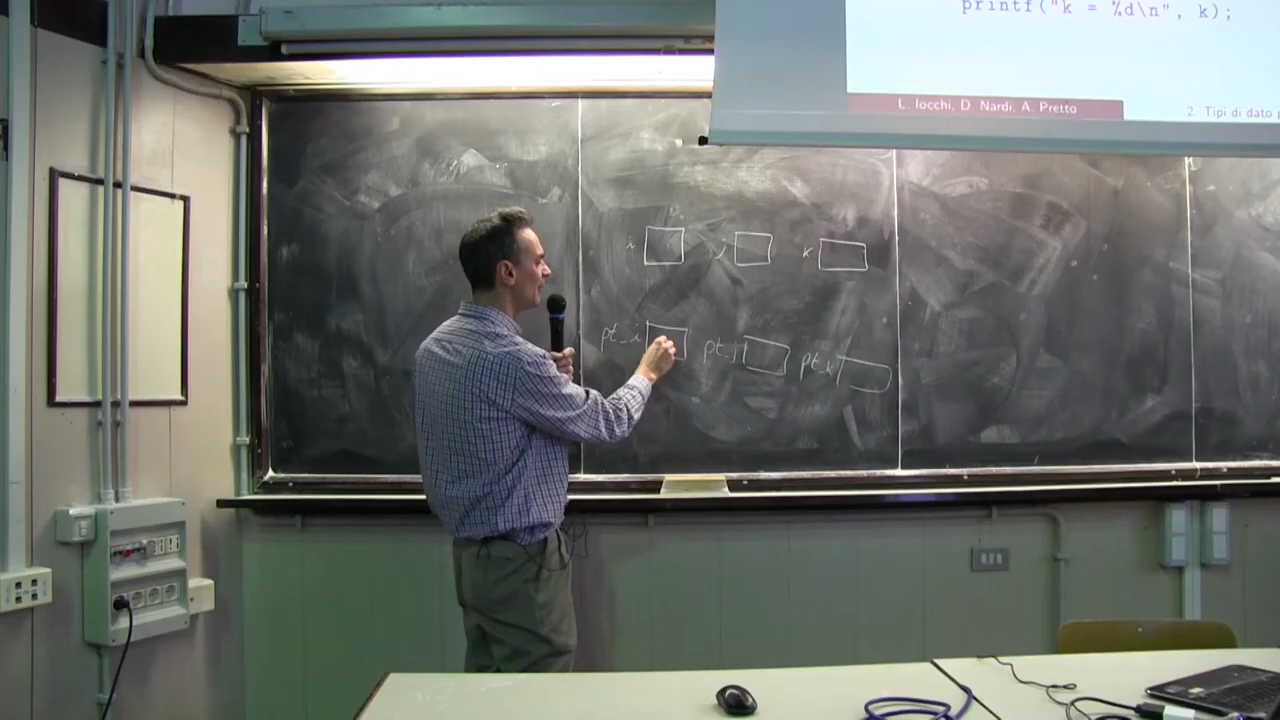 printf("k = %d\n", k);
L. Iocchi, D. Nardi, A. Pretto
2. Tipi di dato p
i j k
pt_i pt_j pt_k